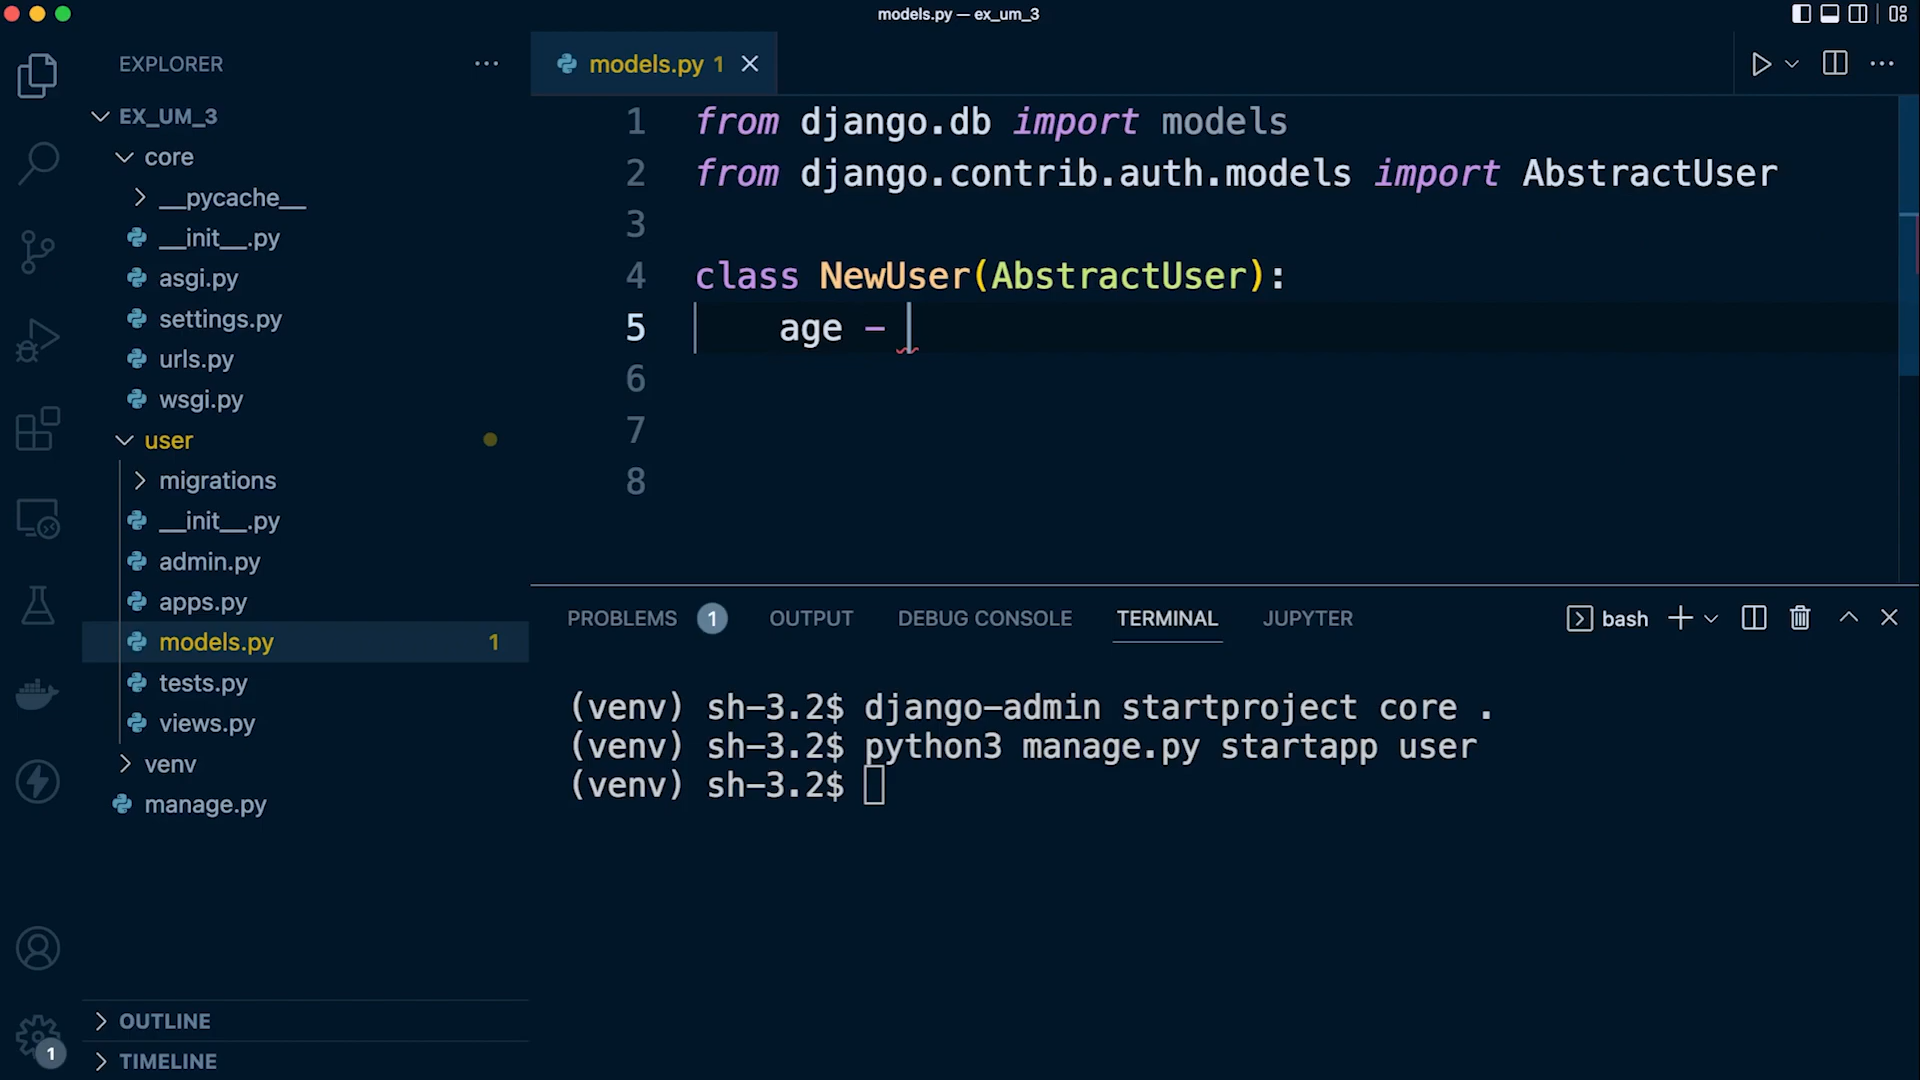 models.py — ex_um_3
EXPLORER
EX_UM_3
core
__pycache__
__init__.py
asgi.py
settings.py
urls.py
wsgi.py
user
migrations
__init__.py
admin.py
apps.py
models.py 1
tests.py
views.py
venv
manage.py
OUTLINE
TIMELINE
1
models.py 1
1 from django.db import models
2 from django.contrib.auth.models import AbstractUser
3
4 class NewUser(AbstractUser):
5 age -
6
7
8
PROBLEMS 1 OUTPUT DEBUG CONSOLE TERMINAL JUPYTER bash
(venv) sh-3.2$ django-admin startproject core .
(venv) sh-3.2$ python3 manage.py startapp user
(venv) sh-3.2$